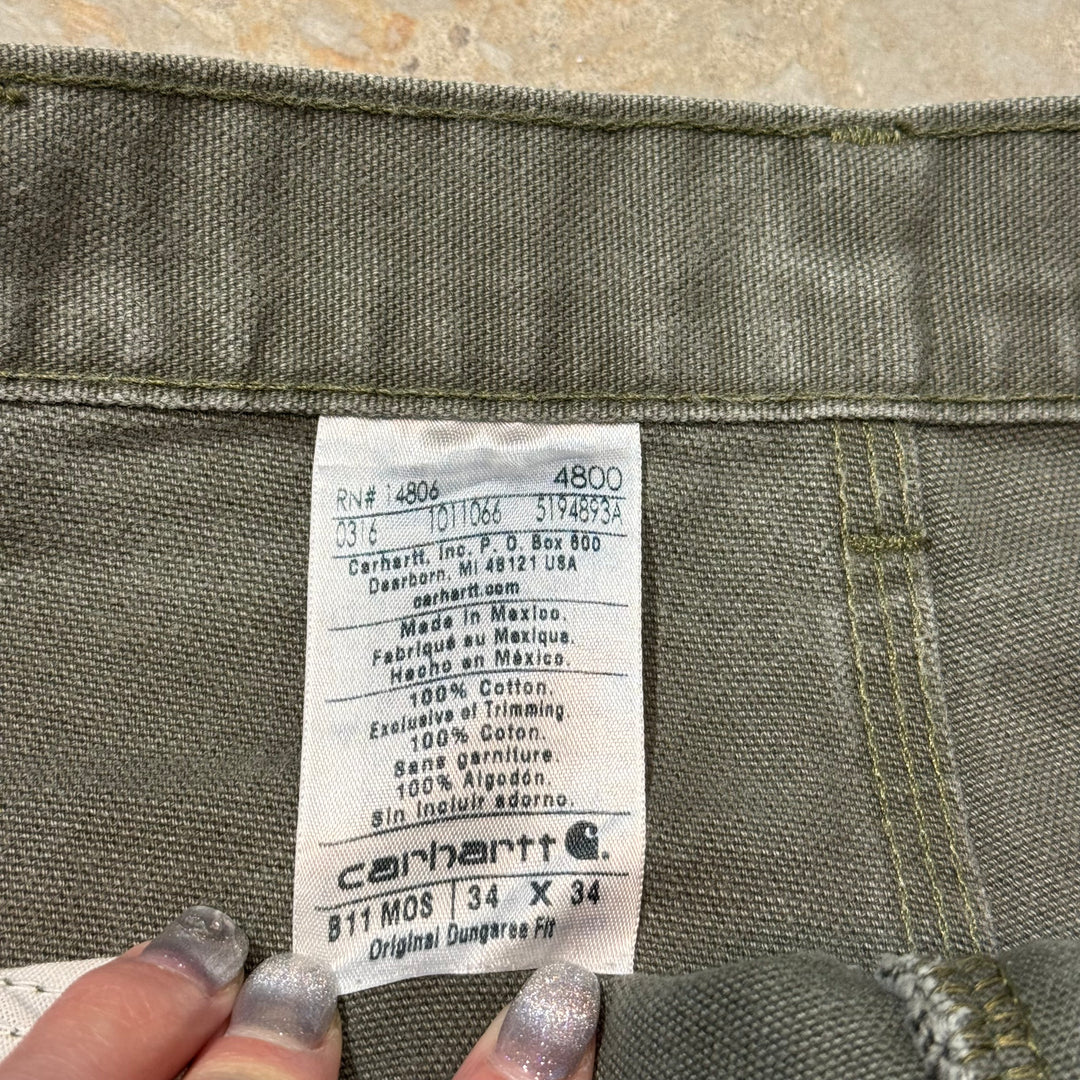 RN# 14806 4800
0316 1011066 5194893A
Carhartt, Inc. P. O. Box 600
Dearborn, MI 48121 USA
carhartt.com
Made in Mexico.
Fabriqué au Mexique.
Hecho en México.
100% Cotton.
Exclusive of Trimming
100% Coton.
Sans garniture.
100% Algodón.
Sin incluir adorno.
carhartt
B11 MOS | 34 X 34
Original Dungaree Fit